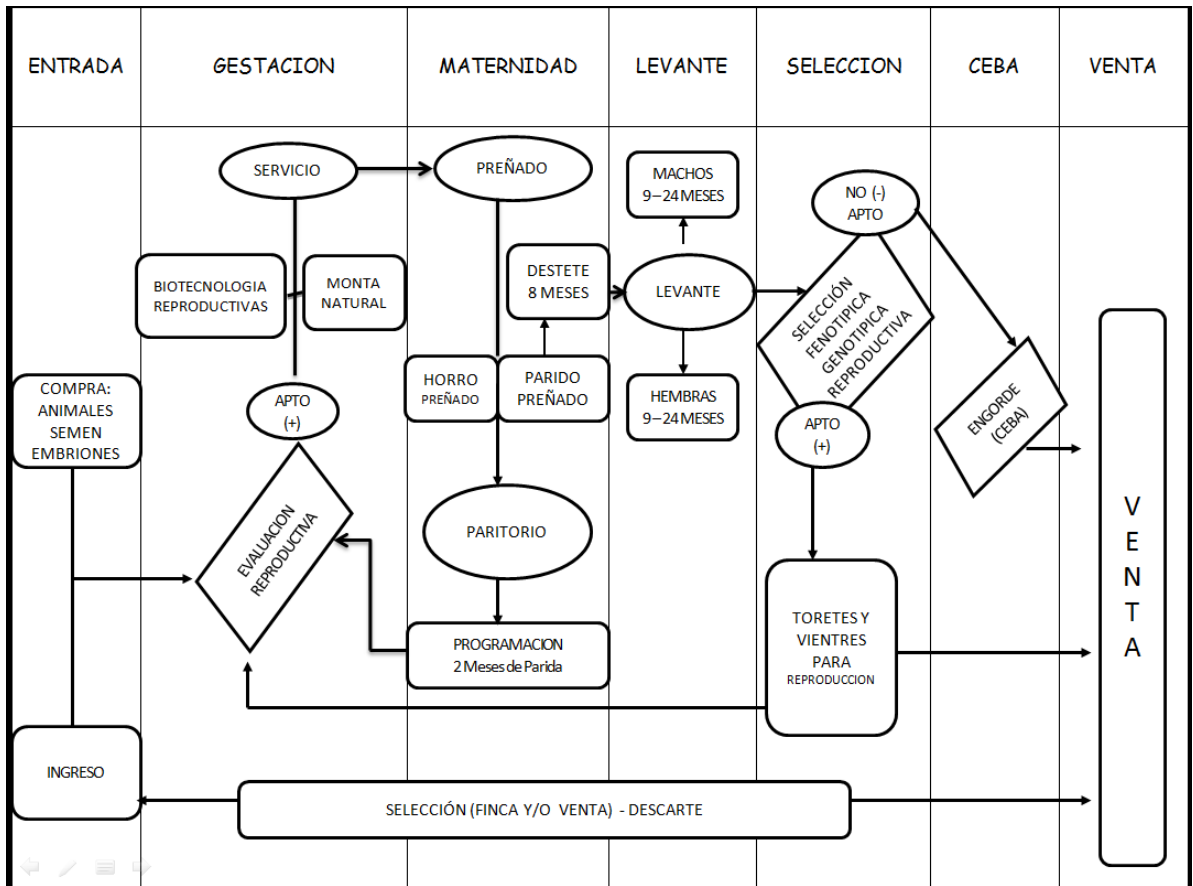 ENTRADA
GESTACION
MATERNIDAD
LEVANTE
SELECCION
CEBA
VENTA
COMPRA:
ANIMALES
SEMEN
EMBRIONES
INGRESO
SERVICIO
BIOTECNOLOGIA
REPRODUCTIVAS
MONTA
NATURAL
APTO
(+)
EVALUACION
REPRODUCTIVA
PREÑADO
DESTETE
8 MESES
HORRO
PREÑADO
PARIDO
PREÑADO
PARITORIO
PROGRAMACION
2 Meses de Parida
MACHOS
9–24 MESES
LEVANTE
HEMBRAS
9–24 MESES
NO (-)
APTO
SELECCIÓN
FENOTIPICA
GENOTIPICA
REPRODUCTIVA
APTO
(+)
TORETES Y
VIENTRES
PARA
REPRODUCCION
ENGORDE
(CEBA)
V
E
N
T
A
SELECCIÓN (FINCA Y/O VENTA) - DESCARTE